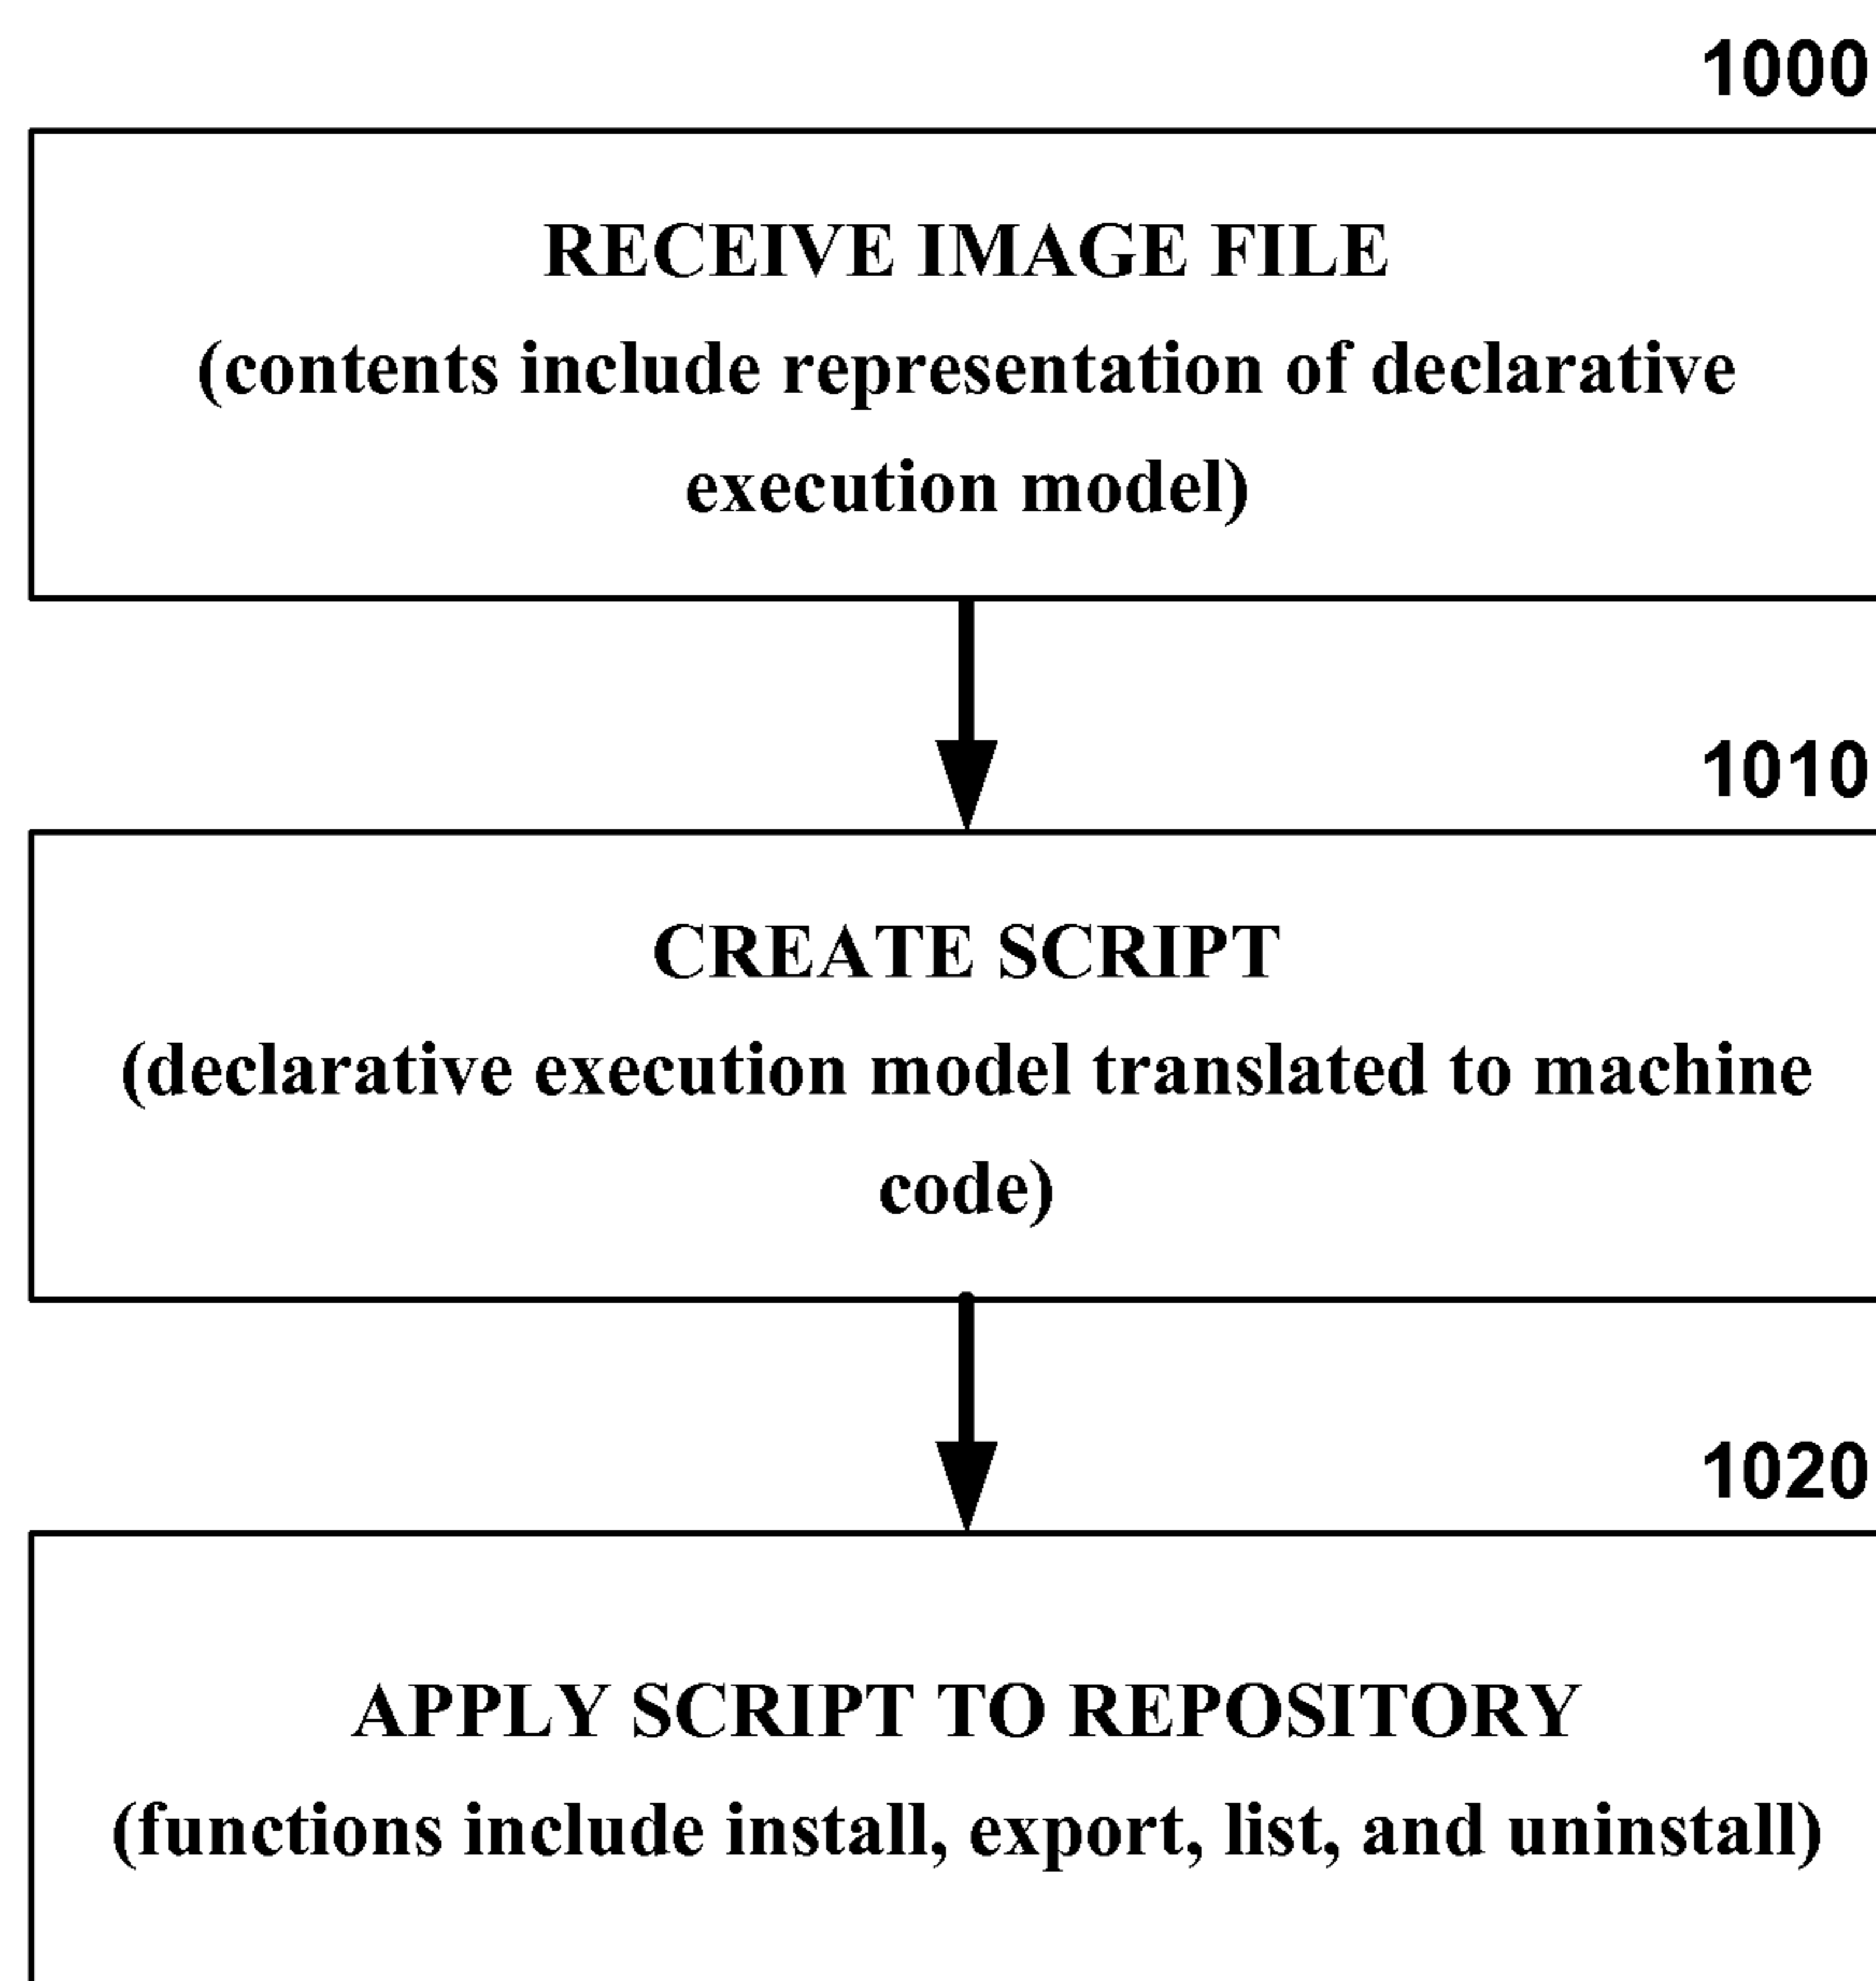 1000
RECEIVE IMAGE FILE
(contents include representation of declarative
execution model)
1010
CREATE SCRIPT
(declarative execution model translated to machine
code)
1020
APPLY SCRIPT TO REPOSITORY
(functions include install, export, list, and uninstall)